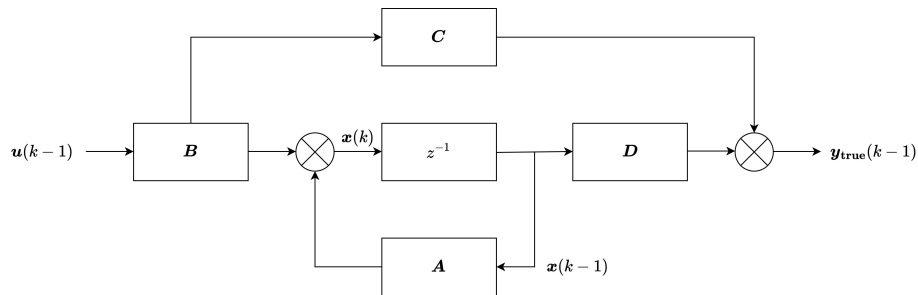 C
u(k−1)
B
x(k)
z⁻¹
D
y_true(k−1)
A
x(k−1)